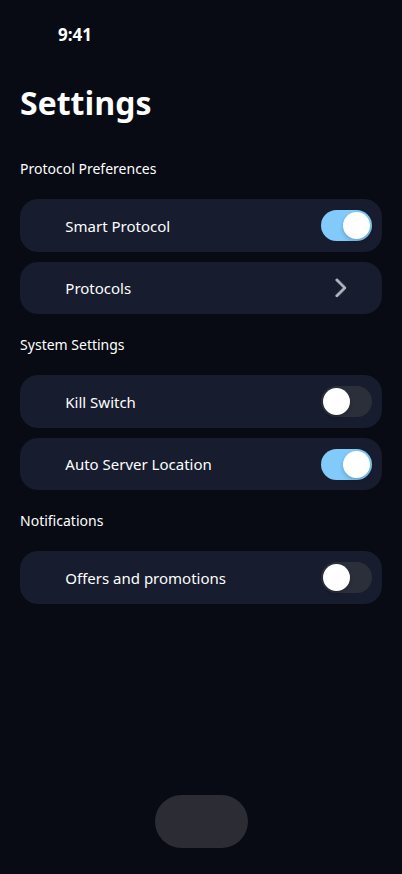 9:41
Settings
Protocol Preferences
Smart Protocol
Protocols
System Settings
Kill Switch
Auto Server Location
Notifications
Offers and promotions